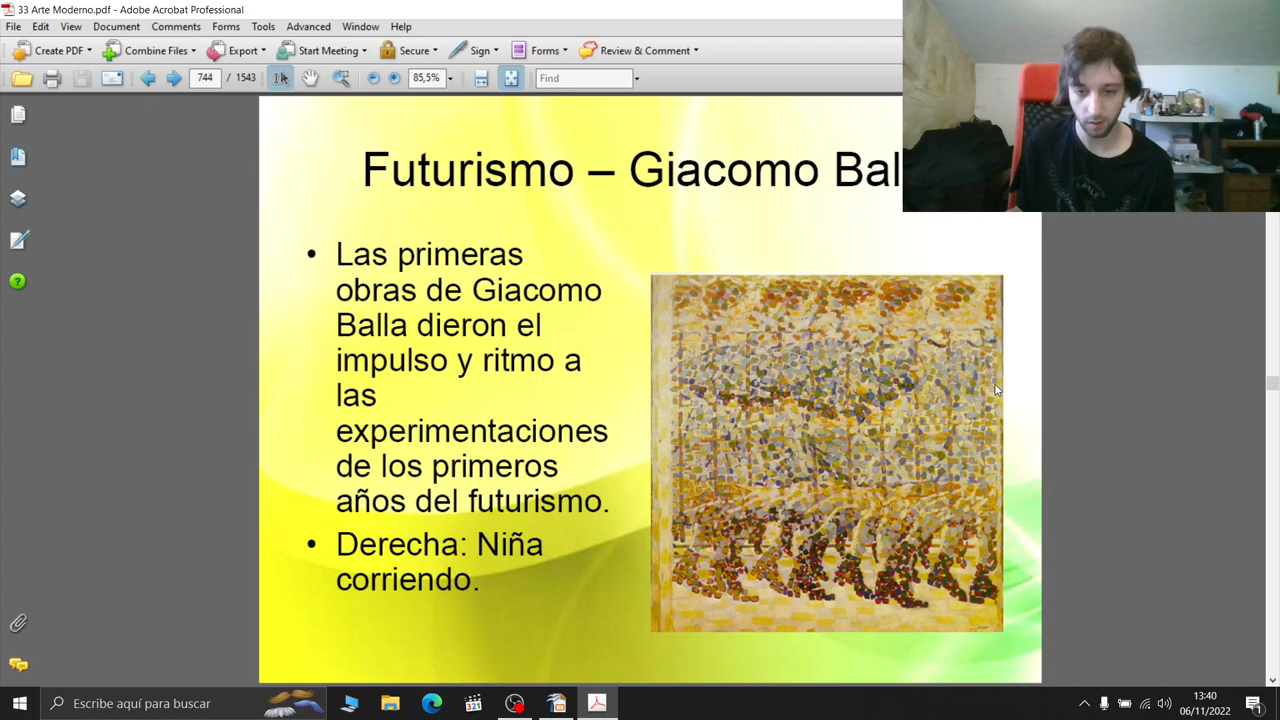 33 Arte Moderno.pdf - Adobe Acrobat Professional
File Edit View Document Comments Forms Tools Advanced Window Help
Create PDF Combine Files Export Start Meeting Secure Sign Forms Review & Comment
744 / 1543 85,5% Find
Futurismo – Giacomo Bal
• Las primeras
obras de Giacomo
Balla dieron el
impulso y ritmo a
las
experimentaciones
de los primeros
años del futurismo.
• Derecha: Niña
corriendo.
Escribe aquí para buscar
321
13:40
06/11/2022
1